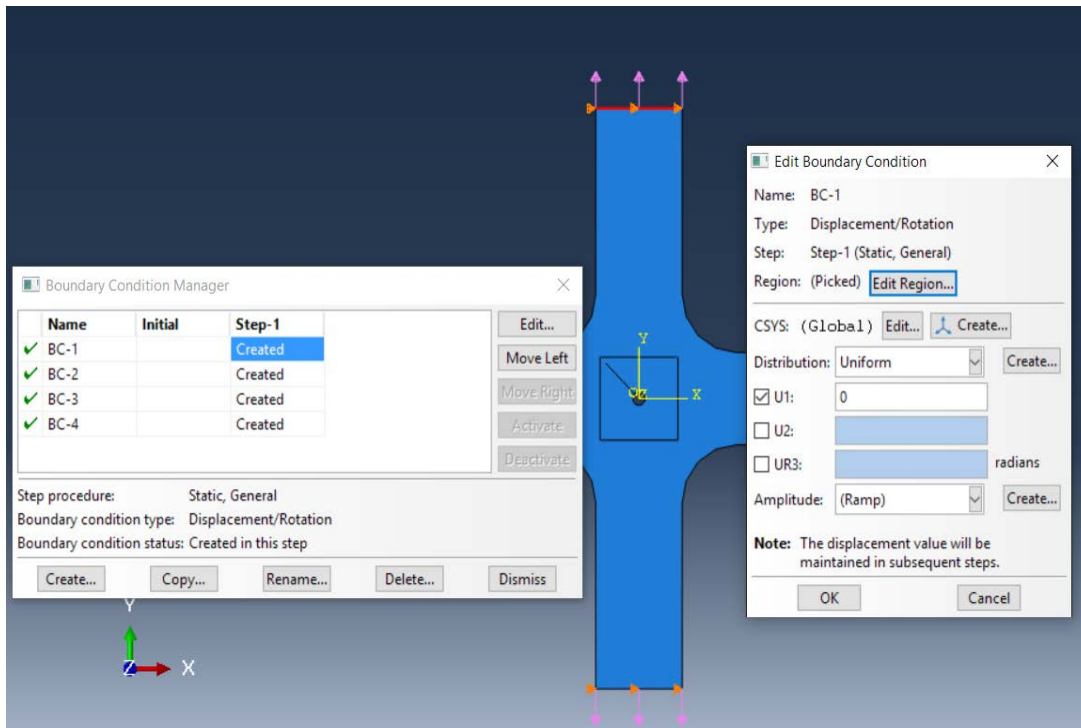 Boundary Condition Manager
Name Initial Step-1
BC-1 Created
BC-2 Created
BC-3 Created
BC-4 Created
Edit...
Move Left
Move Right
Activate
Deactivate
Step procedure: Static, General
Boundary condition type: Displacement/Rotation
Boundary condition status: Created in this step
Create... Copy... Rename... Delete... Dismiss
Y
X
Z
Y
X
Edit Boundary Condition
Name: BC-1
Type: Displacement/Rotation
Step: Step-1 (Static, General)
Region: (Picked) Edit Region...
CSYS: (Global) Edit... Create...
Distribution: Uniform Create...
U1: 0
U2:
UR3: radians
Amplitude: (Ramp) Create...
Note: The displacement value will be
maintained in subsequent steps.
OK Cancel